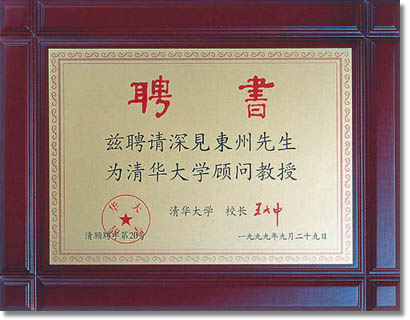 聘書
兹聘请深見東州先生
为清华大学顾问教授
清华大学 校长 王大中
清顾聘字第20号
一九九九年九月二十九日